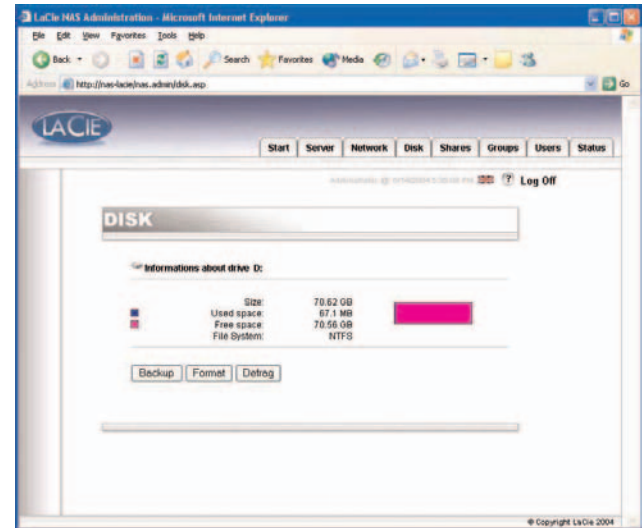 LaCie NAS Administration - Microsoft Internet Explorer
File Edit View Favorites Tools Help
Back Search Favorites Media
Address http://nas-lacie/nas.admin/disk.asp Go
LACIE
Start Server Network Disk Shares Groups Users Status
? Log Off
DISK
Informations about drive D:
Size: 70.62 GB
Used space: 67.1 MB
Free space: 70.56 GB
File System: NTFS
Backup Format Defrag
© Copyright LaCie 2004